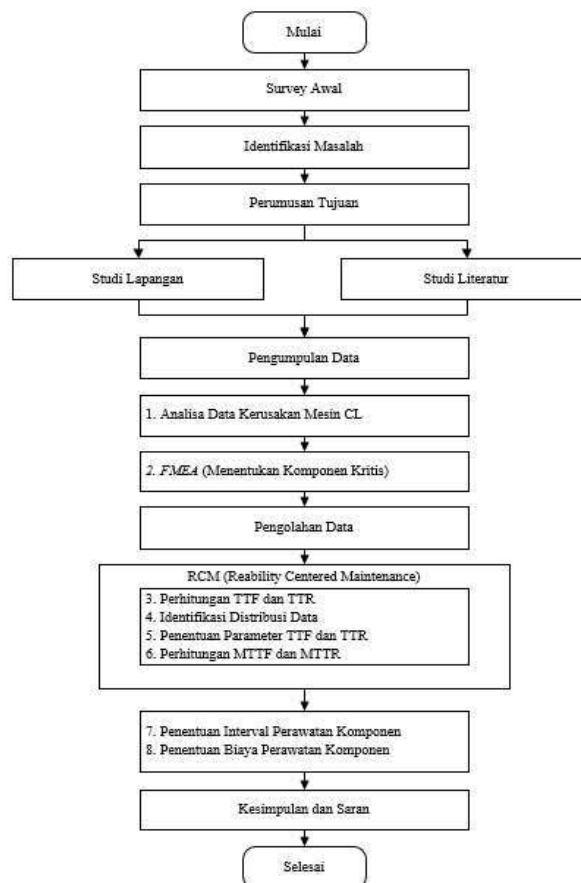 Mulai
Survey Awal
Identifikasi Masalah
Perumusan Tujuan
Studi Lapangan
Studi Literatur
Pengumpulan Data
1. Analisa Data Kerusakan Mesin CL
2. FMEA (Menentukan Komponen Kritis)
Pengolahan Data
RCM (Reability Centered Maintenance)
3. Perhitungan TTF dan TTR
4. Identifikasi Distribusi Data
5. Penentuan Parameter TTF dan TTR
6. Perhitungan MTTF dan MTTR
7. Penentuan Interval Perawatan Komponen
8. Penentuan Biaya Perawatan Komponen
Kesimpulan dan Saran
Selesai